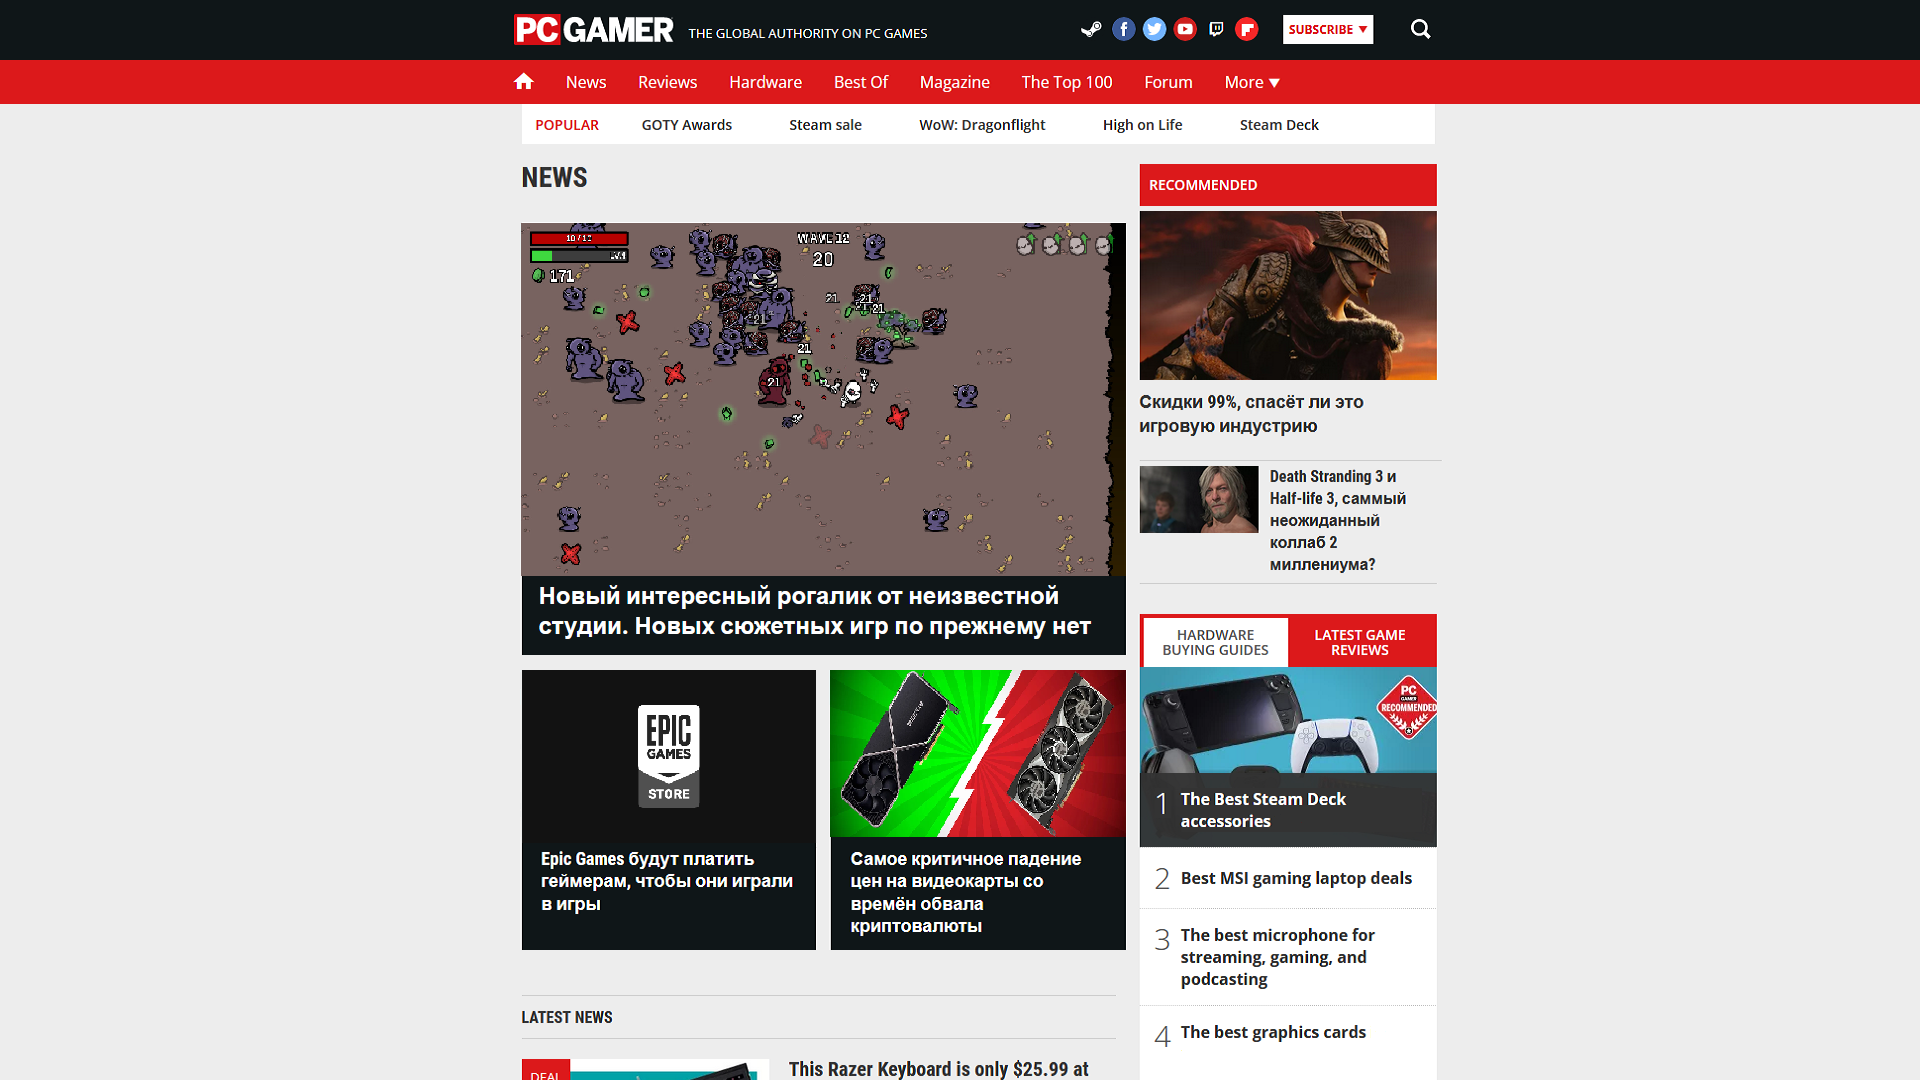 PC GAMER
THE GLOBAL AUTHORITY ON PC GAMES
SUBSCRIBE
News Reviews Hardware Best Of Magazine The Top 100 Forum More
POPULAR GOTY Awards Steam sale WoW: Dragonflight High on Life Steam Deck
NEWS
WAVE 12
20
171
21
21
21
21
21
21
Новый интересный рогалик от неизвестной
студии. Новых сюжетных игр по прежнему нет
EPIC
GAMES
STORE
Epic Games будут платить
геймерам, чтобы они играли
в игры
Самое критичное падение
цен на видеокарты со
времён обвала
криптовалюты
LATEST NEWS
DEAL
This Razer Keyboard is only $25.99 at
RECOMMENDED
Скидки 99%, спасёт ли это
игровую индустрию
Death Stranding 3 и
Half-life 3, саммый
неожиданный
коллаб 2
миллениума?
HARDWARE
BUYING GUIDES
LATEST GAME
REVIEWS
PC
GAMER
RECOMMENDED
1 The Best Steam Deck
accessories
2 Best MSI gaming laptop deals
3 The best microphone for
streaming, gaming, and
podcasting
4 The best graphics cards